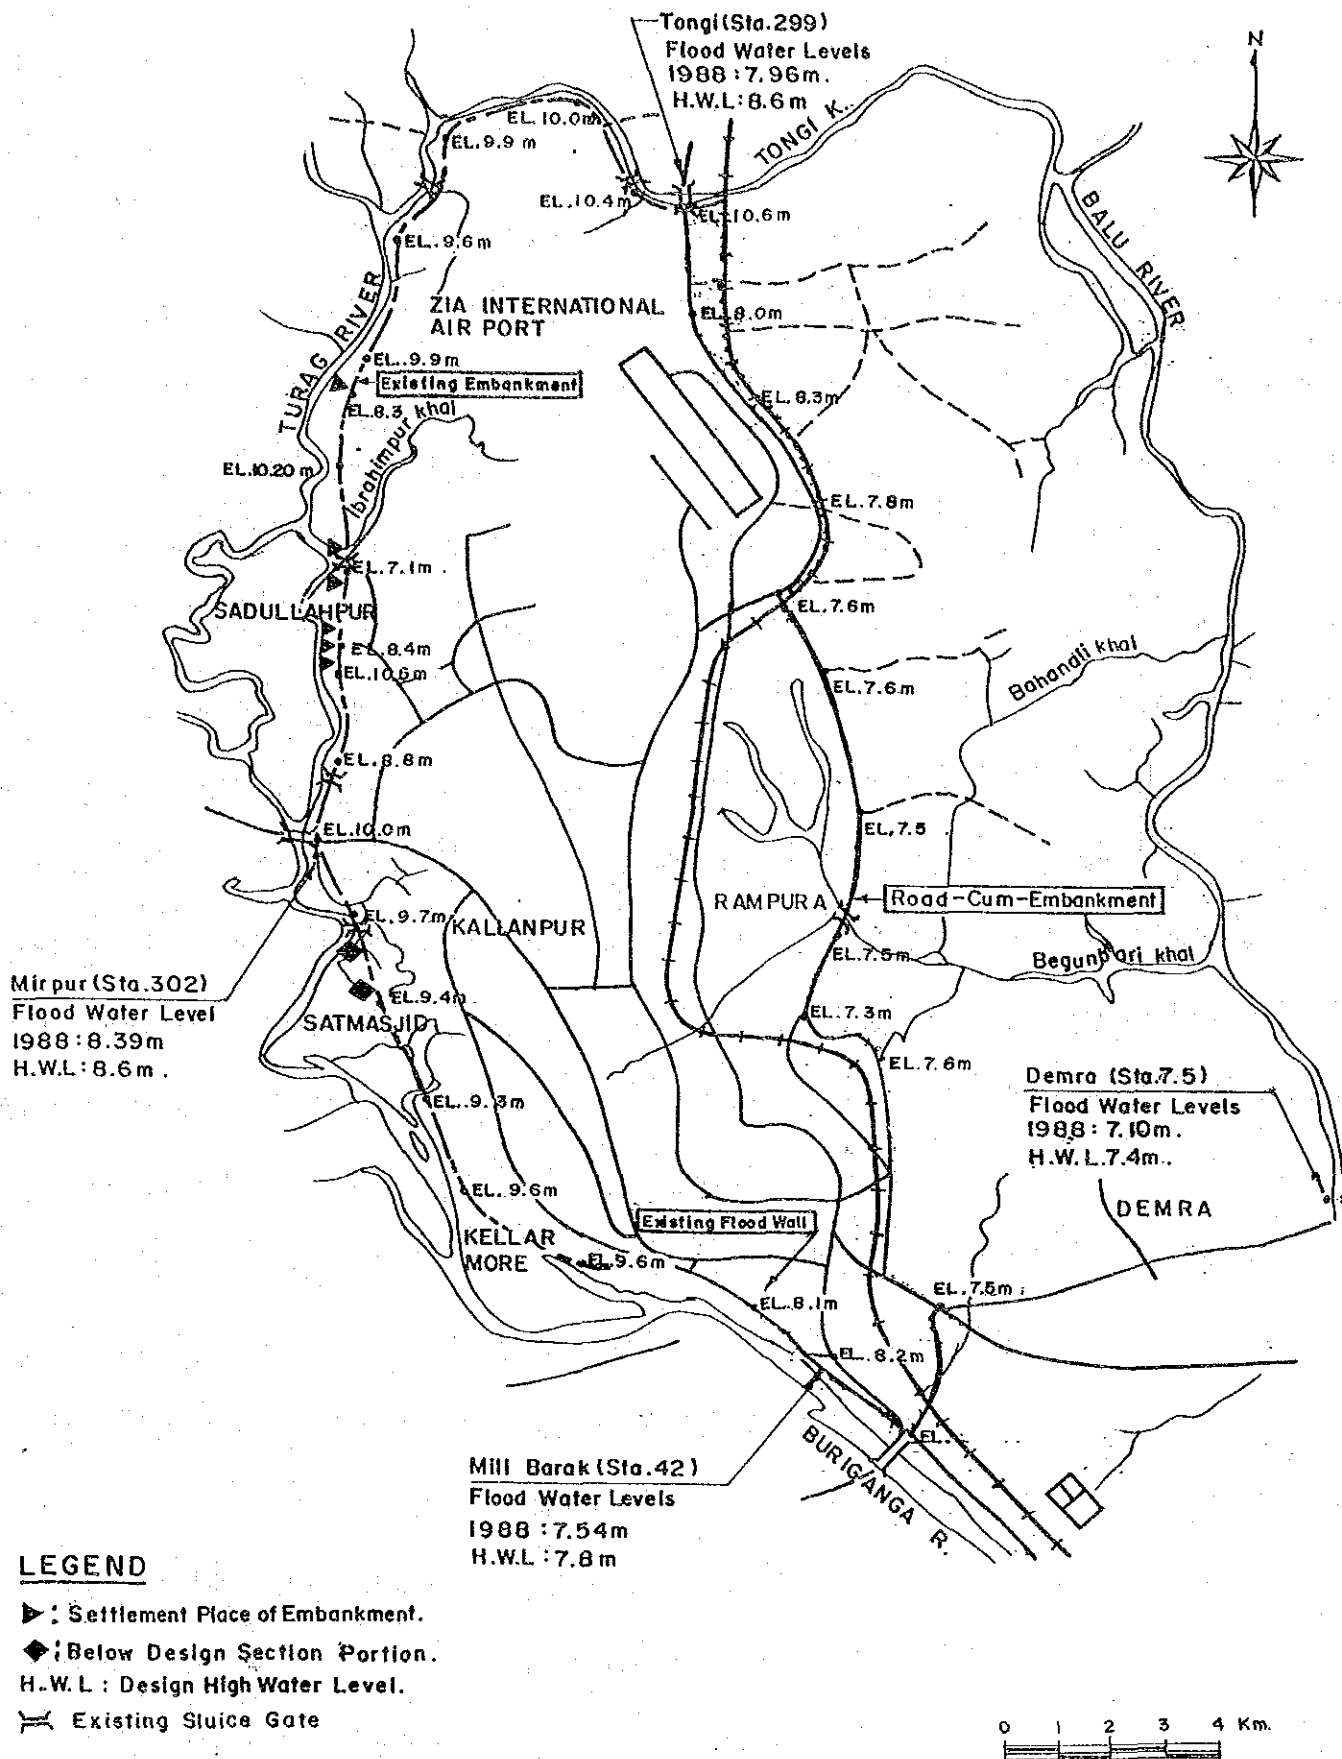 Tongi(Sta.299)
Flood Water Levels
1988 : 7.96m.
H.W.L: 8.6 m
N
TONGI K.
EL. 10.0m
EL. 9.9 m
EL. 10.4m
EL. 10.6m
BALU RIVER
EL. 9.6m
ZIA INTERNATIONAL
AIR PORT
TURAG RIVER
EL. 8.0m
EL. 9.9m
Existing Embankment
EL. 8.3m
EL. 8.3
Ibrahimpur khal
EL. 10.20 m
EL. 7.8m
EL. 7.1m.
SADULLAHPUR
EL. 7.6m
EL. 8.4m
EL. 10.6m
EL. 7.6m
Bahandli khal
EL. 8.8m
EL. 10.0m
EL. 7.5
RAMPURA
Road-Cum-Embankment
EL. 9.7m
KALLANPUR
EL. 7.5m
Begunbari khal
Mirpur (Sta.302)
Flood Water Level
1988 : 8.39m
H.W.L : 8.6m.
EL. 9.4m
SATMASJID
EL. 7.3m
EL. 7.6m
Demra (Sta.7.5)
Flood Water Levels
1988 : 7.10m.
H.W.L. 7.4m.
EL. 9.3m
EL. 9.6m
DEMRA
Existing Flood Wall
KELLAR
MORE
EL. 9.6m
EL. 8.1m
EL. 7.5m
EL. 8.2m
EL.
BURIGANGA R.
Mill Barak (Sta.42)
Flood Water Levels
1988 : 7.54m
H.W.L : 7.8 m
LEGEND
: Settlement Place of Embankment.
: Below Design Section Portion.
H.W.L : Design High Water Level.
Existing Sluice Gate
0 1 2 3 4 Km.